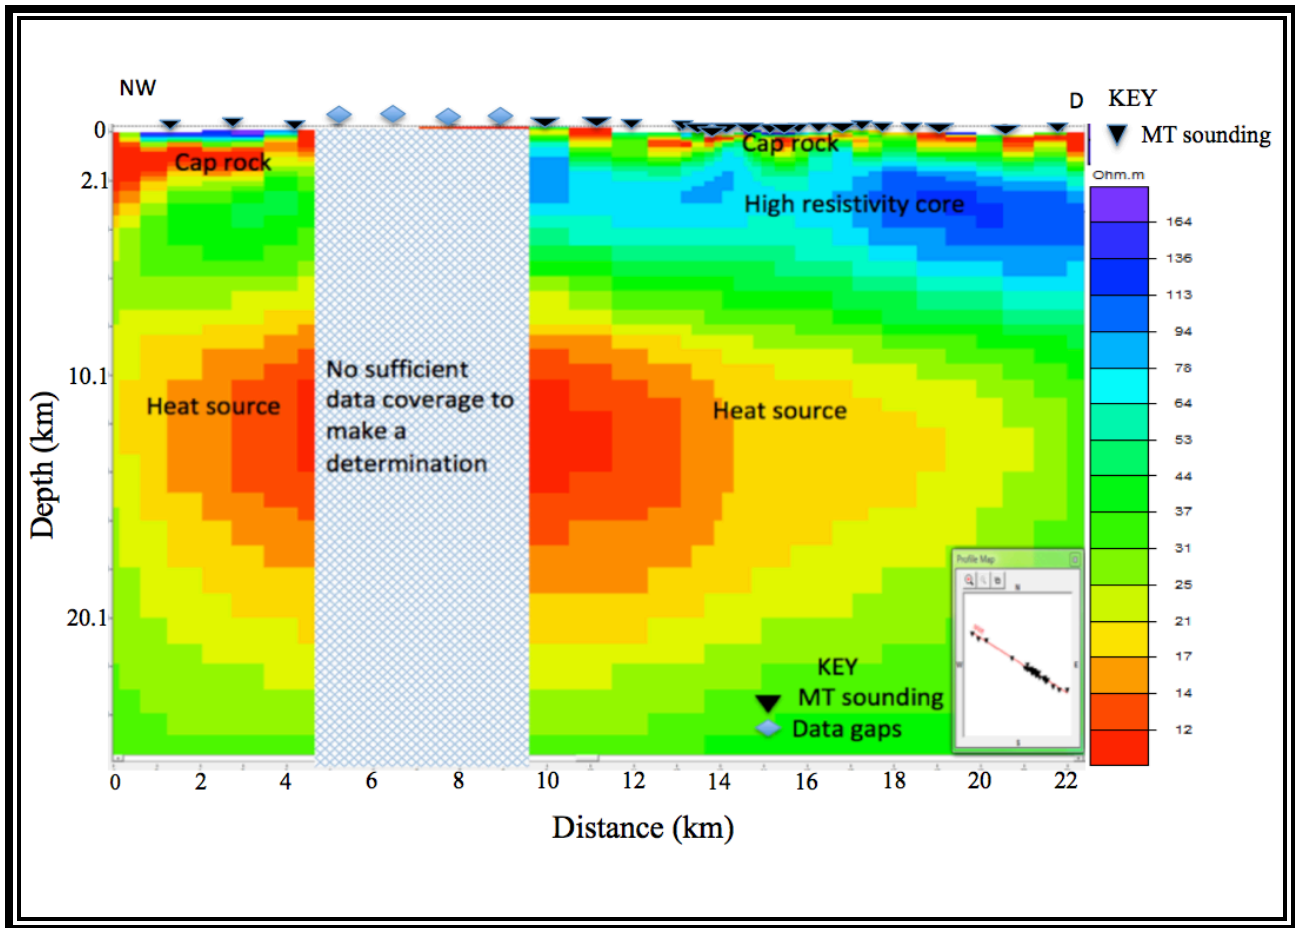 NW
D
KEY
MT sounding
0
Cap rock
Cap rock
2.1
Ohm.m
High resistivity core
164
136
113
94
78
64
53
44
37
31
25
21
17
14
12
10.1
No sufficient
data coverage to
make a
determination
Heat source
Heat source
Depth (km)
20.1
Profile Map
N
W
E
S
KEY
MT sounding
Data gaps
0
2
4
6
8
10
12
14
16
18
20
22
Distance (km)